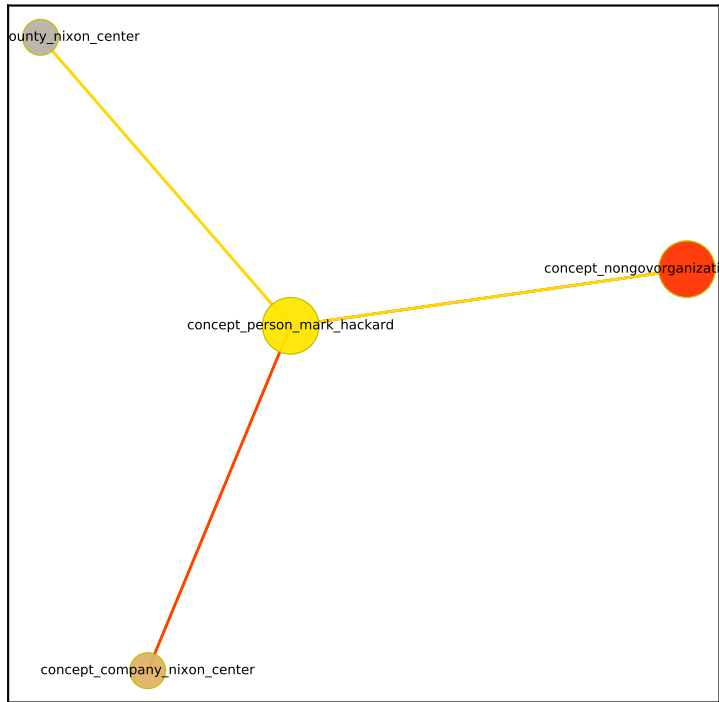 ounty_nixon_center
concept_nongovorganizati
concept_person_mark_hackard
concept_company_nixon_center